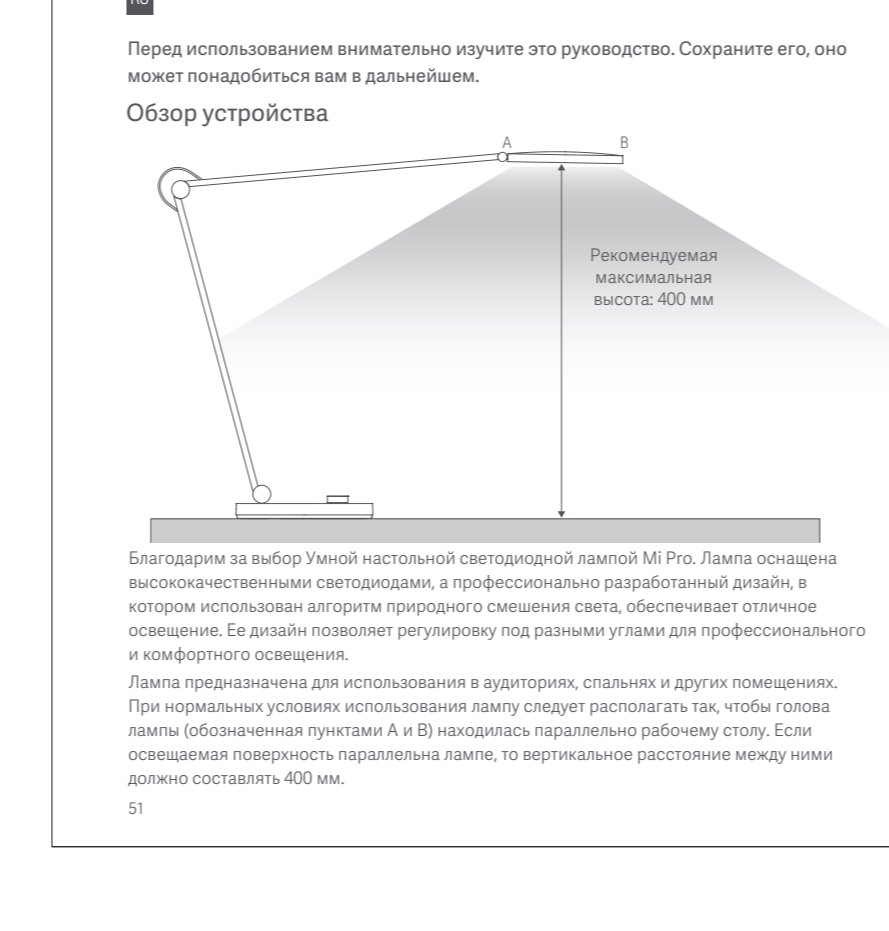 RU
Перед использованием внимательно изучите это руководство. Сохраните его, оно
может понадобиться вам в дальнейшем.
Обзор устройства
A
B
Рекомендуемая
максимальная
высота: 400 мм
Благодарим за выбор Умной настольной светодиодной лампой Mi Pro. Лампа оснащена
высококачественными светодиодами, а профессионально разработанный дизайн, в
котором использован алгоритм природного смешения света, обеспечивает отличное
освещение. Ее дизайн позволяет регулировку под разными углами для профессионального
и комфортного освещения.
Лампа предназначена для использования в аудиториях, спальнях и других помещениях.
При нормальных условиях использования лампу следует располагать так, чтобы голова
лампы (обозначенная пунктами А и В) находилась параллельно рабочему столу. Если
освещаемая поверхность параллельна лампе, то вертикальное расстояние между ними
должно составлять 400 мм.
51